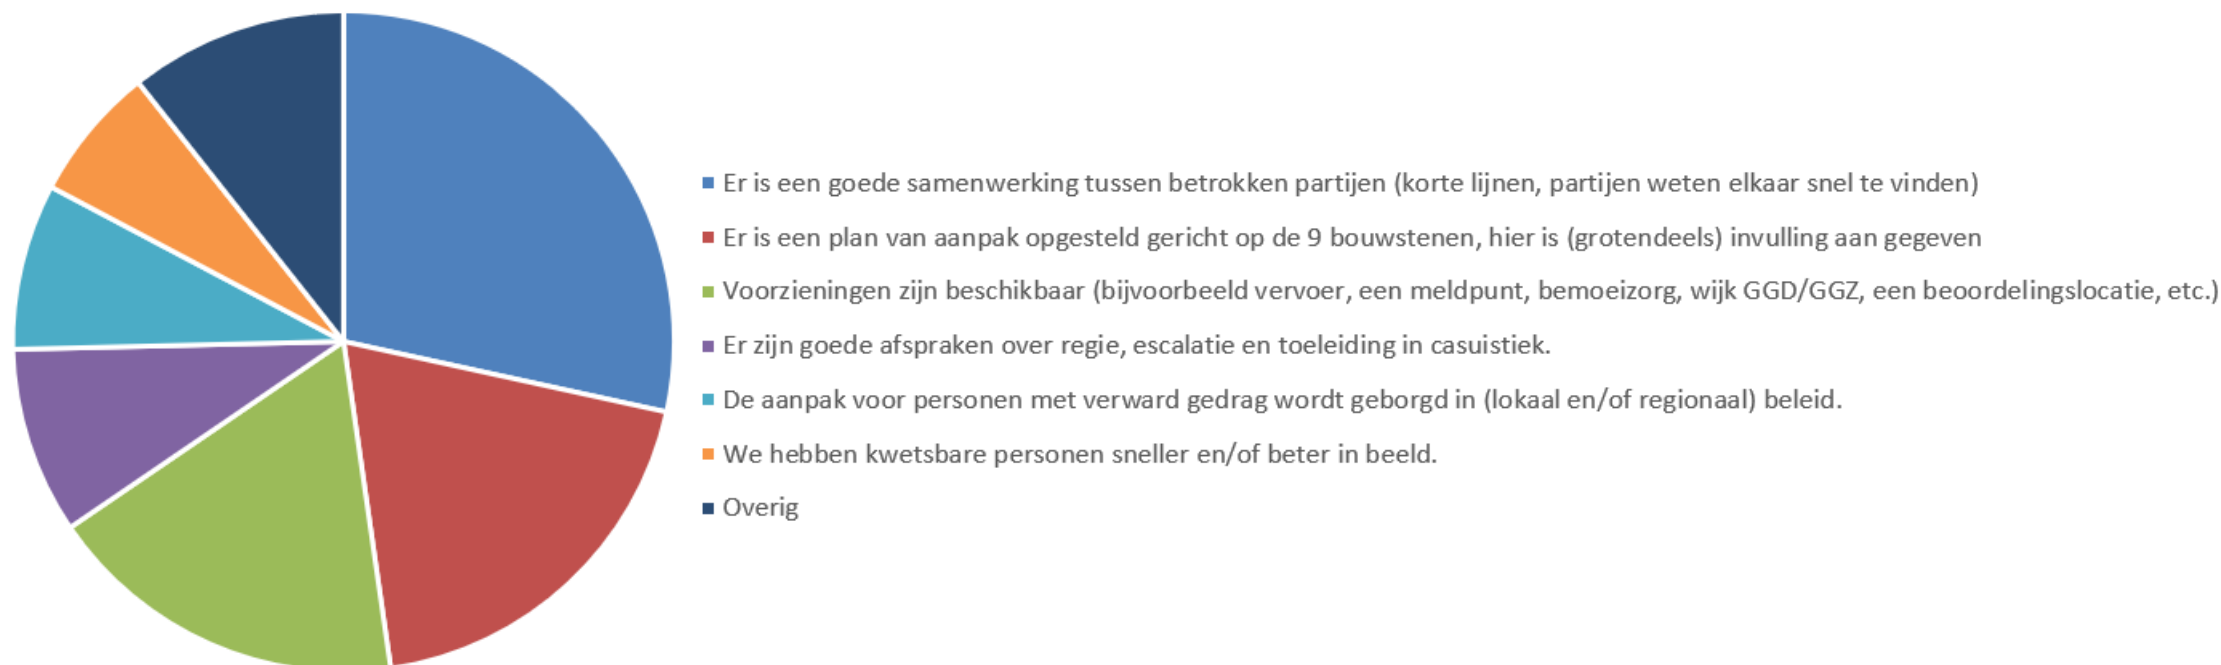 Er is een goede samenwerking tussen betrokken partijen (korte lijnen, partijen weten elkaar snel te vinden)
Er is een plan van aanpak opgesteld gericht op de 9 bouwstenen, hier is (grotendeels) invulling aan gegeven
Voorzieningen zijn beschikbaar (bijvoorbeeld vervoer, een meldpunt, bemoeizorg, wijk GGD/GGZ, een beoordelingslocatie, etc.)
Er zijn goede afspraken over regie, escalatie en toeleiding in casuistiek.
De aanpak voor personen met verward gedrag wordt geborgd in (lokaal en/of regionaal) beleid.
We hebben kwetsbare personen sneller en/of beter in beeld.
Overig